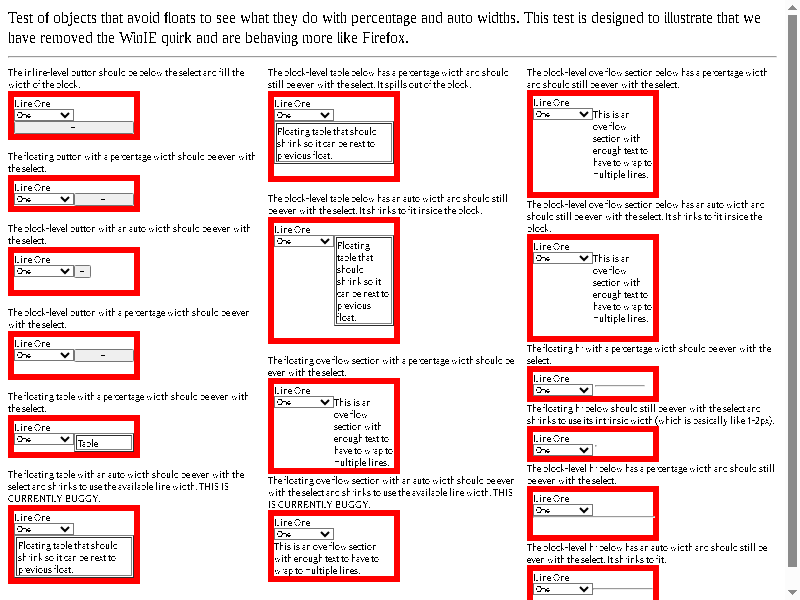 Test of objects that avoid floats to see what they do with percentage and auto widths. This test is designed to illustrate that we
have removed the WinIE quirk and are behaving more like Firefox.
The inline-level button should be below the select and fill the
width of the block.
Line One
One
--
The floating button with a percentage width should be even with
the select.
Line One
One
--
The block-level button with an auto width should be even with
the select.
Line One
One
--
The block-level button with a percentage width should be even
with the select.
Line One
One
--
The floating table with a percentage width should be even with
the select.
Line One
One
Table
The floating table with an auto width should be even with the
select and shrinks to use the available line width. THIS IS
CURRENTLY BUGGY.
Line One
One
Floating table that should
shrink so it can be next to
previous float.
The block-level table below has a percentage width and should
still be even with the select. It spills out of the block.
Line One
One
Floating table that should
shrink so it can be next to
previous float.
The block-level table below has an auto width and should still
be even with the select. It shrinks to fit inside the block.
Line One
One
Floating
table that
should
shrink so it
can be next to
previous
float.
The floating overflow section with a percentage width should be
even with the select.
Line One
One
This is an
overflow
section with
enough text to
have to wrap to
multiple lines.
The floating overflow section with an auto width should be even
with the select and shrinks to use the available line width. THIS
IS CURRENTLY BUGGY.
Line One
One
This is an overflow section
with enough text to have to
wrap to multiple lines.
The block-level overflow section below has a percentage width
and should still be even with the select.
Line One
One
This is an
overflow
section with
enough text to
have to wrap to
multiple lines.
The block-level overflow section below has an auto width and
should still be even with the select. It shrinks to fit inside the
block.
Line One
One
This is an
overflow
section with
enough text to
have to wrap to
multiple lines.
The floating hr with a percentage width should be even with the
select.
Line One
One
The floating hr below should still be even with the select and
shrinks to use its intrinsic width (which is basically like 1-2px).
Line One
One
The block-level hr below has a percentage width and should still
be even with the select.
Line One
One
The block-level hr below has an auto width and should still be
even with the select. It shrinks to fit.
Line One
One